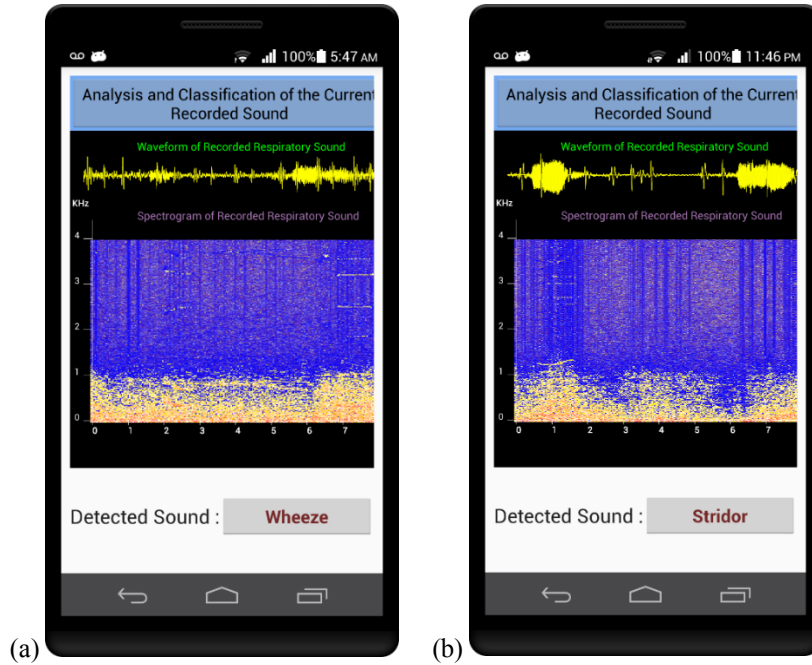 100% 5:47 AM
Analysis and Classification of the Current
Recorded Sound
Waveform of Recorded Respiratory Sound
KHz
Spectrogram of Recorded Respiratory Sound
4
3
2
1
0
0 1 2 3 4 5 6 7
Detected Sound : Wheeze
(a)
100% 11:46 PM
Analysis and Classification of the Current
Recorded Sound
Waveform of Recorded Respiratory Sound
KHz
Spectrogram of Recorded Respiratory Sound
4
3
2
1
0
0 1 2 3 4 5 6 7
Detected Sound : Stridor
(b)